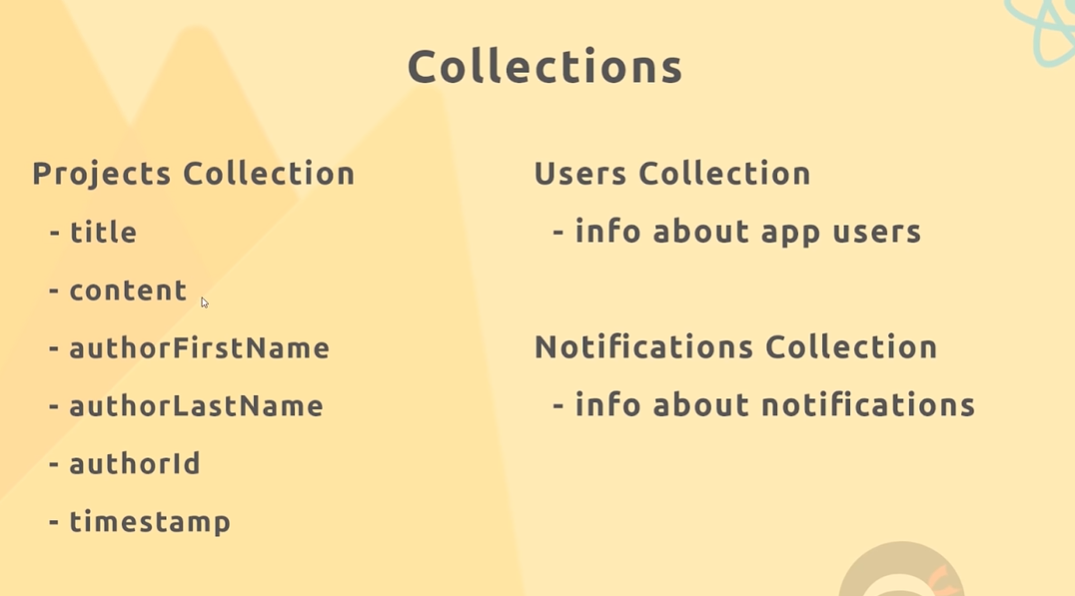 Collections
Projects Collection
- title
- content
- authorFirstName
- authorLastName
- authorId
- timestamp
Users Collection
- info about app users
Notifications Collection
- info about notifications